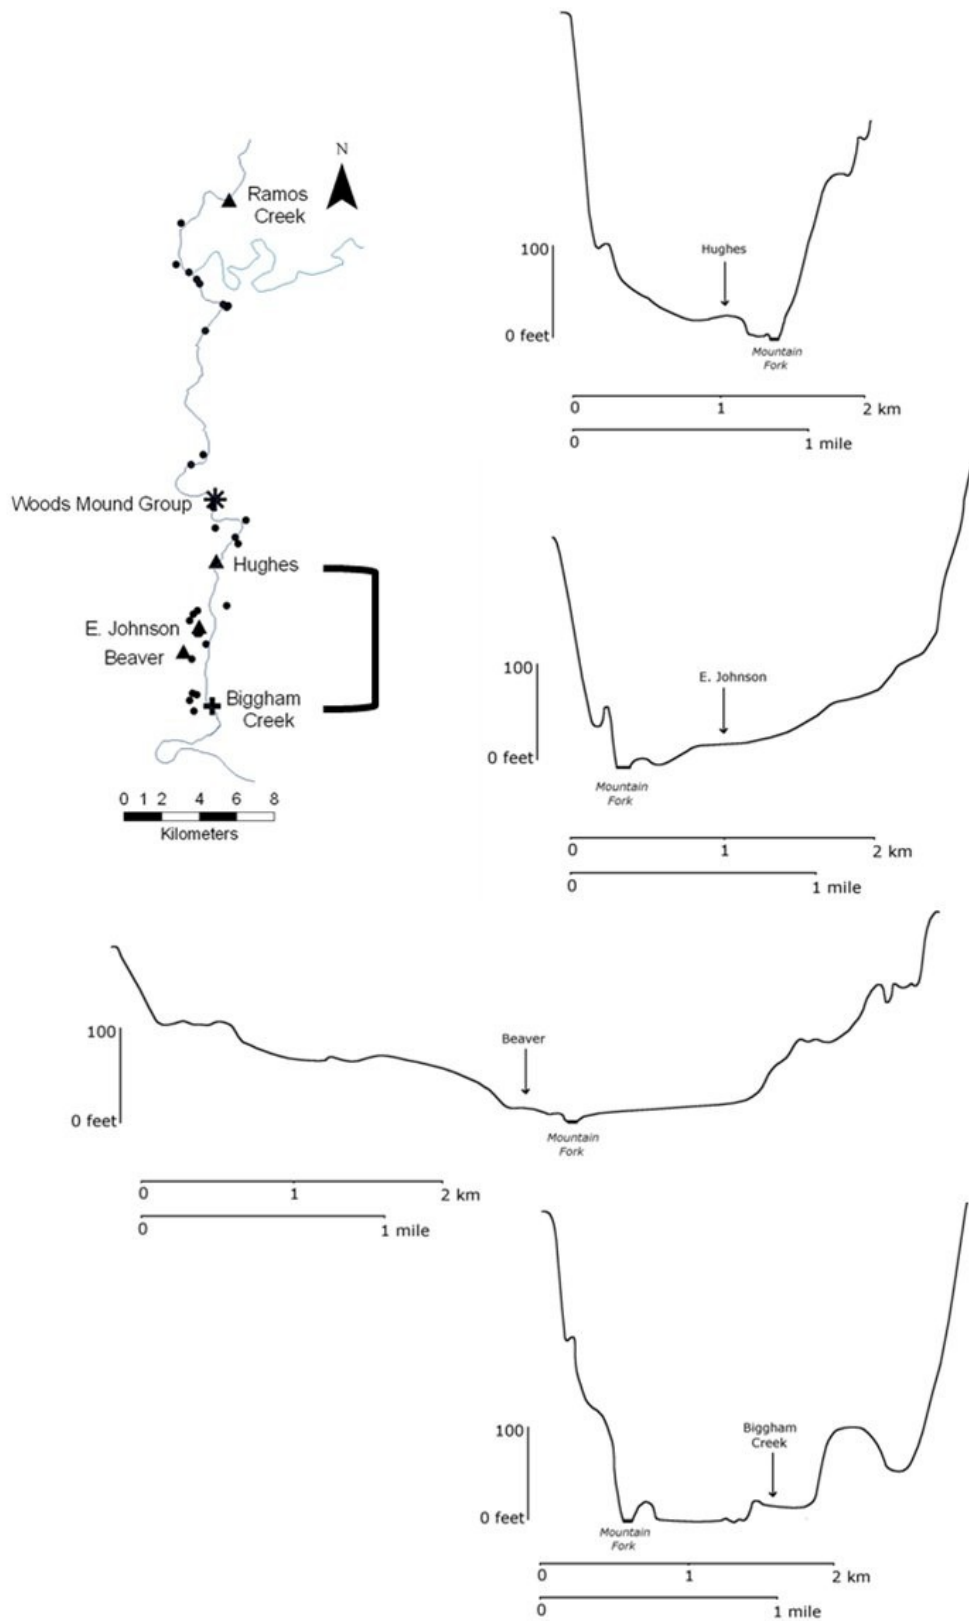 N
Ramos
Creek
Woods Mound Group
Hughes
E. Johnson
Beaver
Biggham
Creek
0 1 2 4 6 8
Kilometers
100
Hughes
0 feet
Mountain
Fork
0 1 2 km
0 1 mile
100
E. Johnson
0 feet
Mountain
Fork
0 1 2 km
0 1 mile
100
Beaver
0 feet
Mountain
Fork
0 1 2 km
0 1 mile
100
Biggham
Creek
0 feet
Mountain
Fork
0 1 2 km
0 1 mile